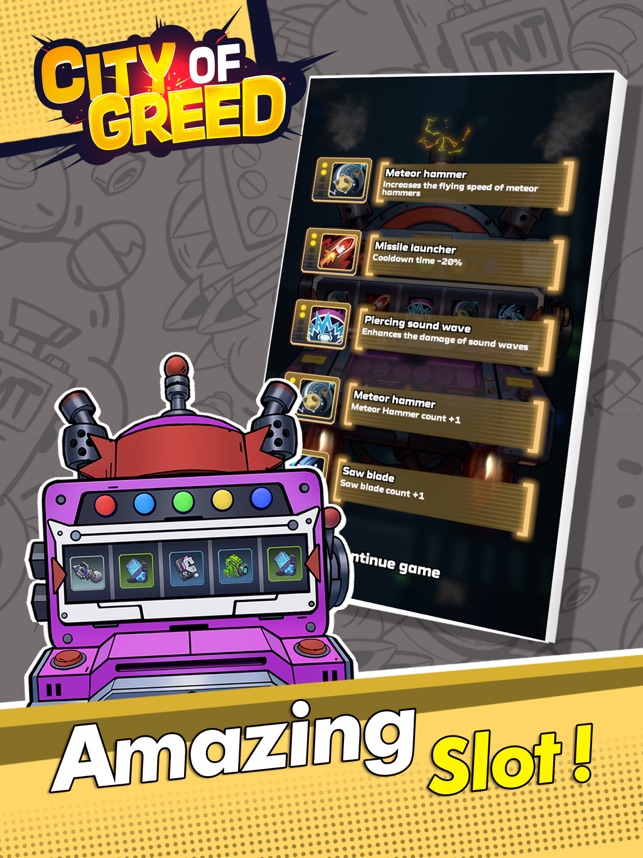 CITY OF
GREED
TNT
Meteor hammer
Increases the flying speed of meteor
hammers
Missile launcher
Cooldown time -20%
Piercing sound wave
Enhances the damage of sound waves
Meteor hammer
Meteor Hammer count +1
Saw blade
Saw blade count +1
ntinue game
Amazing
Slot!